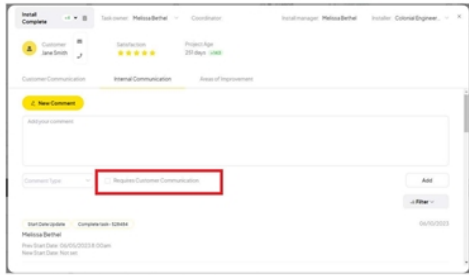 Install Complete
Task owner Melissa Bethel
Coordinator
Install manager Melissa Bethel
Installer Colonial Engineer...
Customer
Jane Smith
Satisfaction
Project Age
251 days
Customer Communication
Internal Communication
Areas of Improvement
New Comment
Add your comment
Comment Type
Requires Customer Communication
Add
Filter
Start Date Update
Complete task - 526484
06/10/2023
Melissa Bethel
Prev Start Date: 06/05/2023 8:00am
New Start Date: Not set